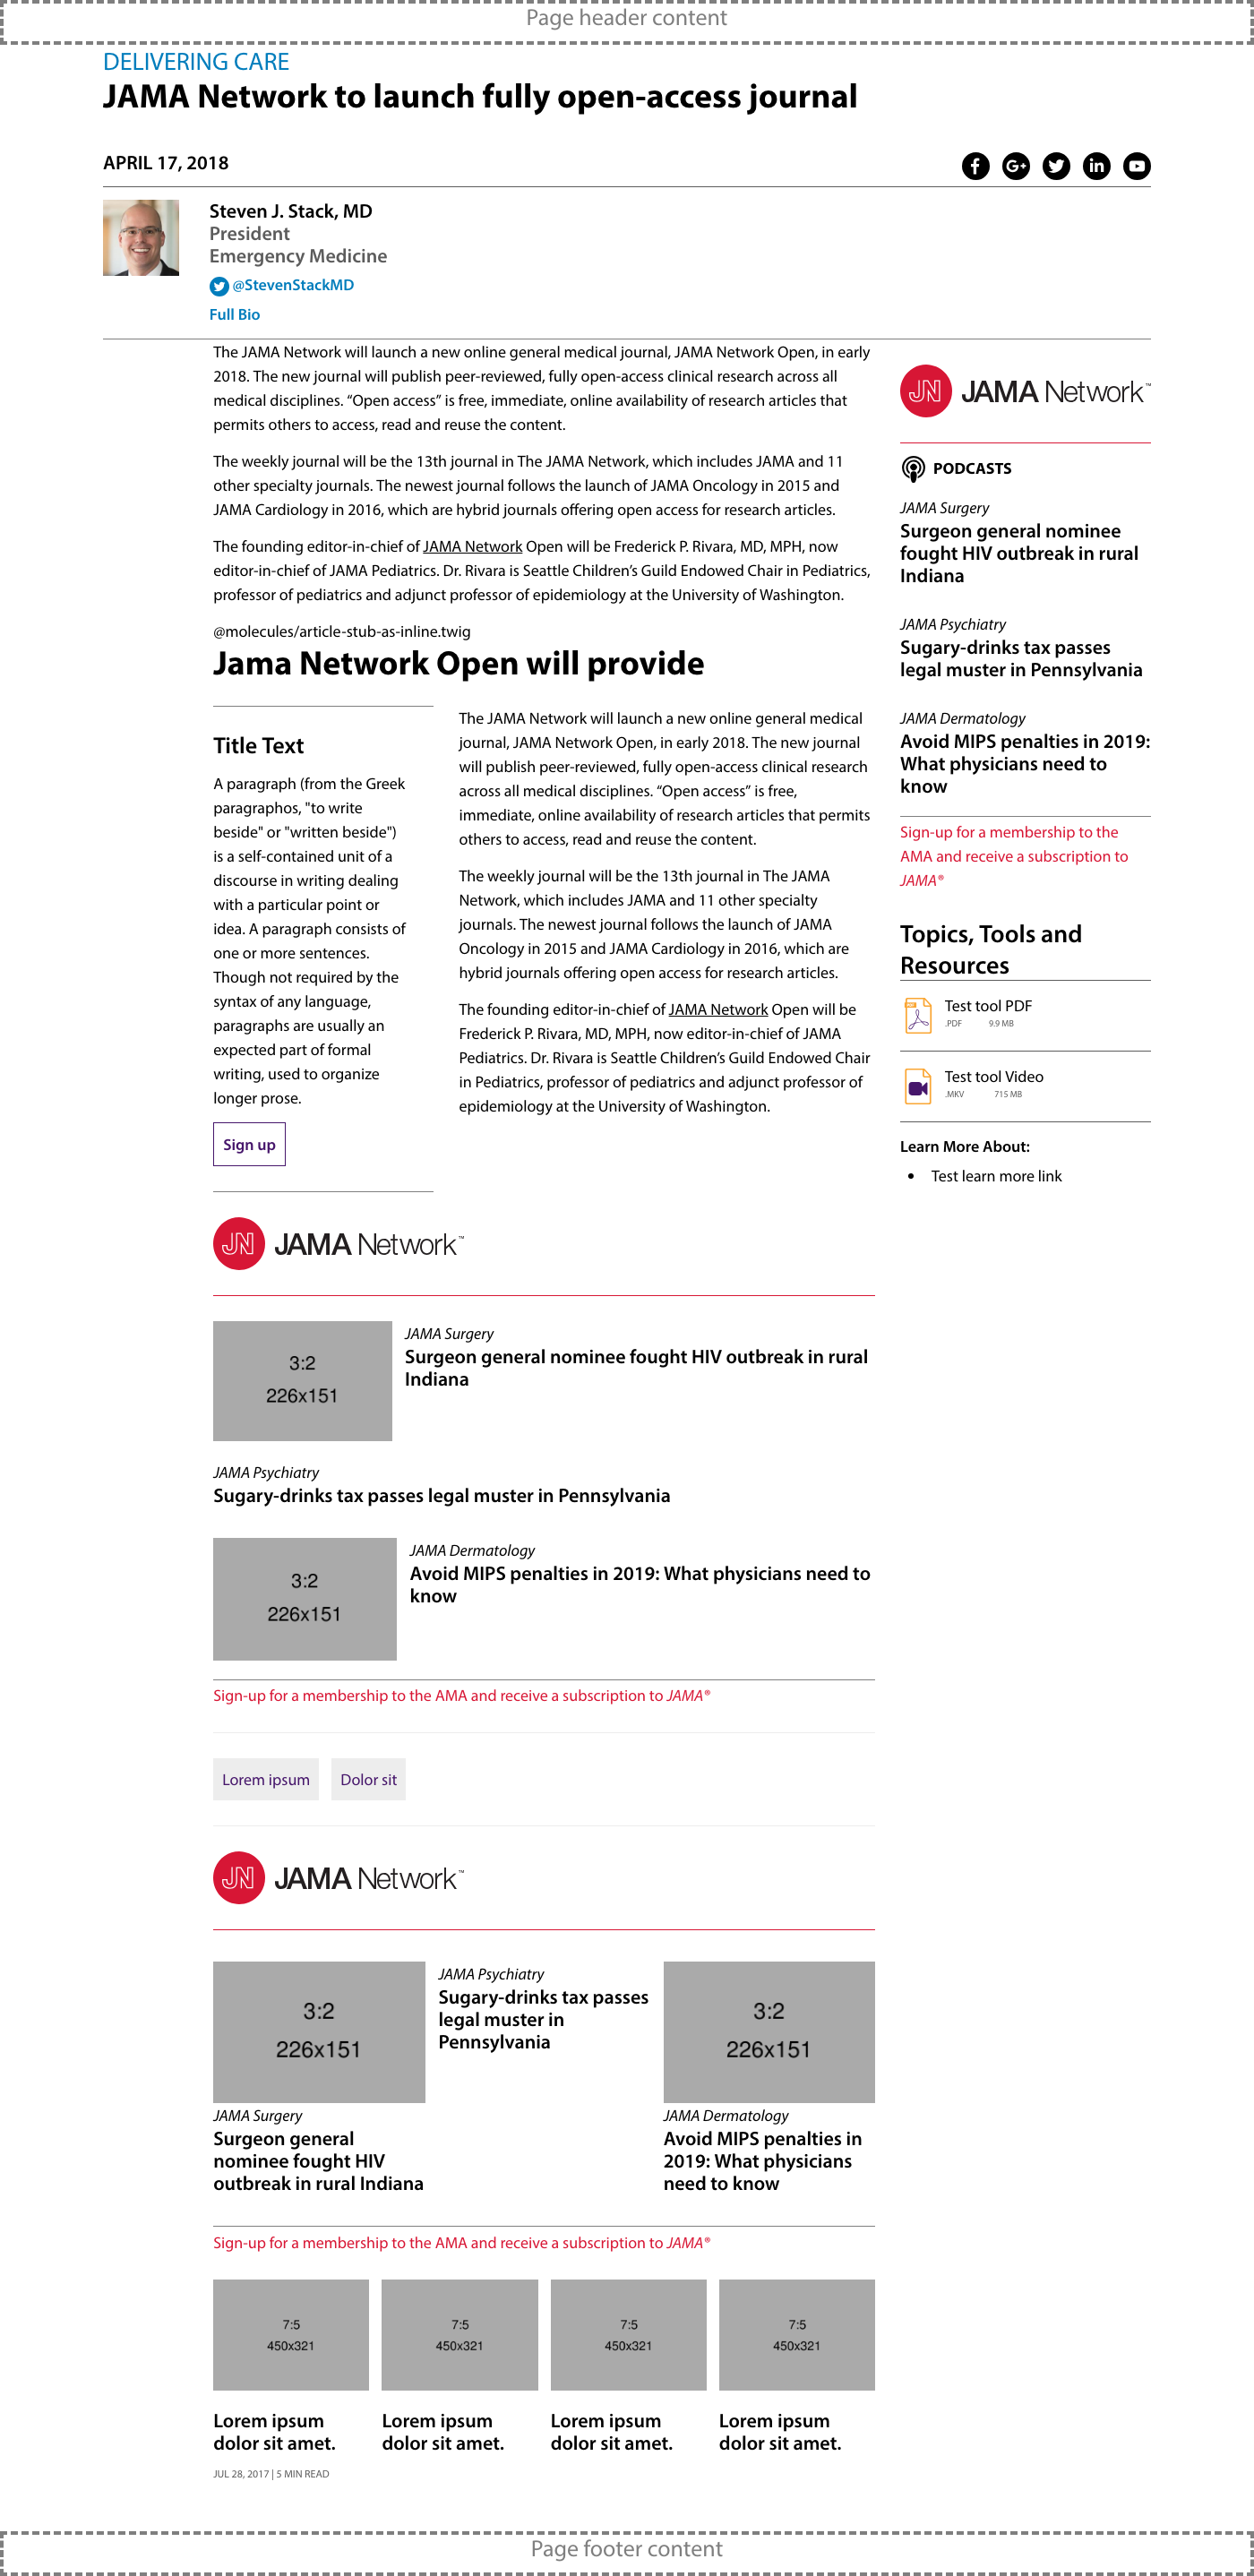 Page header content
DELIVERING CARE
JAMA Network to launch fully open-access journal
APRIL 17, 2018
Steven J. Stack, MD
President
Emergency Medicine
@StevenStackMD
Full Bio
The JAMA Network will launch a new online general medical journal, JAMA Network Open, in early
2018. The new journal will publish peer-reviewed, fully open-access clinical research across all
medical disciplines. “Open access” is free, immediate, online availability of research articles that
permits others to access, read and reuse the content.
The weekly journal will be the 13th journal in The JAMA Network, which includes JAMA and 11
other specialty journals. The newest journal follows the launch of JAMA Oncology in 2015 and
JAMA Cardiology in 2016, which are hybrid journals offering open access for research articles.
The founding editor-in-chief of JAMA Network Open will be Frederick P. Rivara, MD, MPH, now
editor-in-chief of JAMA Pediatrics. Dr. Rivara is Seattle Children’s Guild Endowed Chair in Pediatrics,
professor of pediatrics and adjunct professor of epidemiology at the University of Washington.
@molecules/article-stub-as-inline.twig
Jama Network Open will provide
Title Text
A paragraph (from the Greek
paragraphos, "to write
beside" or "written beside")
is a self-contained unit of a
discourse in writing dealing
with a particular point or
idea. A paragraph consists of
one or more sentences.
Though not required by the
syntax of any language,
paragraphs are usually an
expected part of formal
writing, used to organize
longer prose.
Sign up
The JAMA Network will launch a new online general medical
journal, JAMA Network Open, in early 2018. The new journal
will publish peer-reviewed, fully open-access clinical research
across all medical disciplines. “Open access” is free,
immediate, online availability of research articles that permits
others to access, read and reuse the content.
The weekly journal will be the 13th journal in The JAMA
Network, which includes JAMA and 11 other specialty
journals. The newest journal follows the launch of JAMA
Oncology in 2015 and JAMA Cardiology in 2016, which are
hybrid journals offering open access for research articles.
The founding editor-in-chief of JAMA Network Open will be
Frederick P. Rivara, MD, MPH, now editor-in-chief of JAMA
Pediatrics. Dr. Rivara is Seattle Children’s Guild Endowed Chair
in Pediatrics, professor of pediatrics and adjunct professor of
epidemiology at the University of Washington.
JN JAMA Network™
3:2
226x151
JAMA Surgery
Surgeon general nominee fought HIV outbreak in rural
Indiana
JAMA Psychiatry
Sugary-drinks tax passes legal muster in Pennsylvania
3:2
226x151
JAMA Dermatology
Avoid MIPS penalties in 2019: What physicians need to
know
Sign-up for a membership to the AMA and receive a subscription to JAMA®
Lorem ipsum
Dolor sit
JN JAMA Network™
3:2
226x151
JAMA Surgery
Surgeon general
nominee fought HIV
outbreak in rural Indiana
JAMA Psychiatry
Sugary-drinks tax passes
legal muster in
Pennsylvania
3:2
226x151
JAMA Dermatology
Avoid MIPS penalties in
2019: What physicians
need to know
Sign-up for a membership to the AMA and receive a subscription to JAMA®
7:5
450x321
Lorem ipsum
dolor sit amet.
JUL 28, 2017 | 5 MIN READ
7:5
450x321
Lorem ipsum
dolor sit amet.
7:5
450x321
Lorem ipsum
dolor sit amet.
7:5
450x321
Lorem ipsum
dolor sit amet.
JN JAMA Network™
PODCASTS
JAMA Surgery
Surgeon general nominee
fought HIV outbreak in rural
Indiana
JAMA Psychiatry
Sugary-drinks tax passes
legal muster in Pennsylvania
JAMA Dermatology
Avoid MIPS penalties in 2019:
What physicians need to
know
Sign-up for a membership to the
AMA and receive a subscription to
JAMA®
Topics, Tools and
Resources
Test tool PDF
.PDF 9.9 MB
Test tool Video
.MKV 715 MB
Learn More About:
• Test learn more link
Page footer content